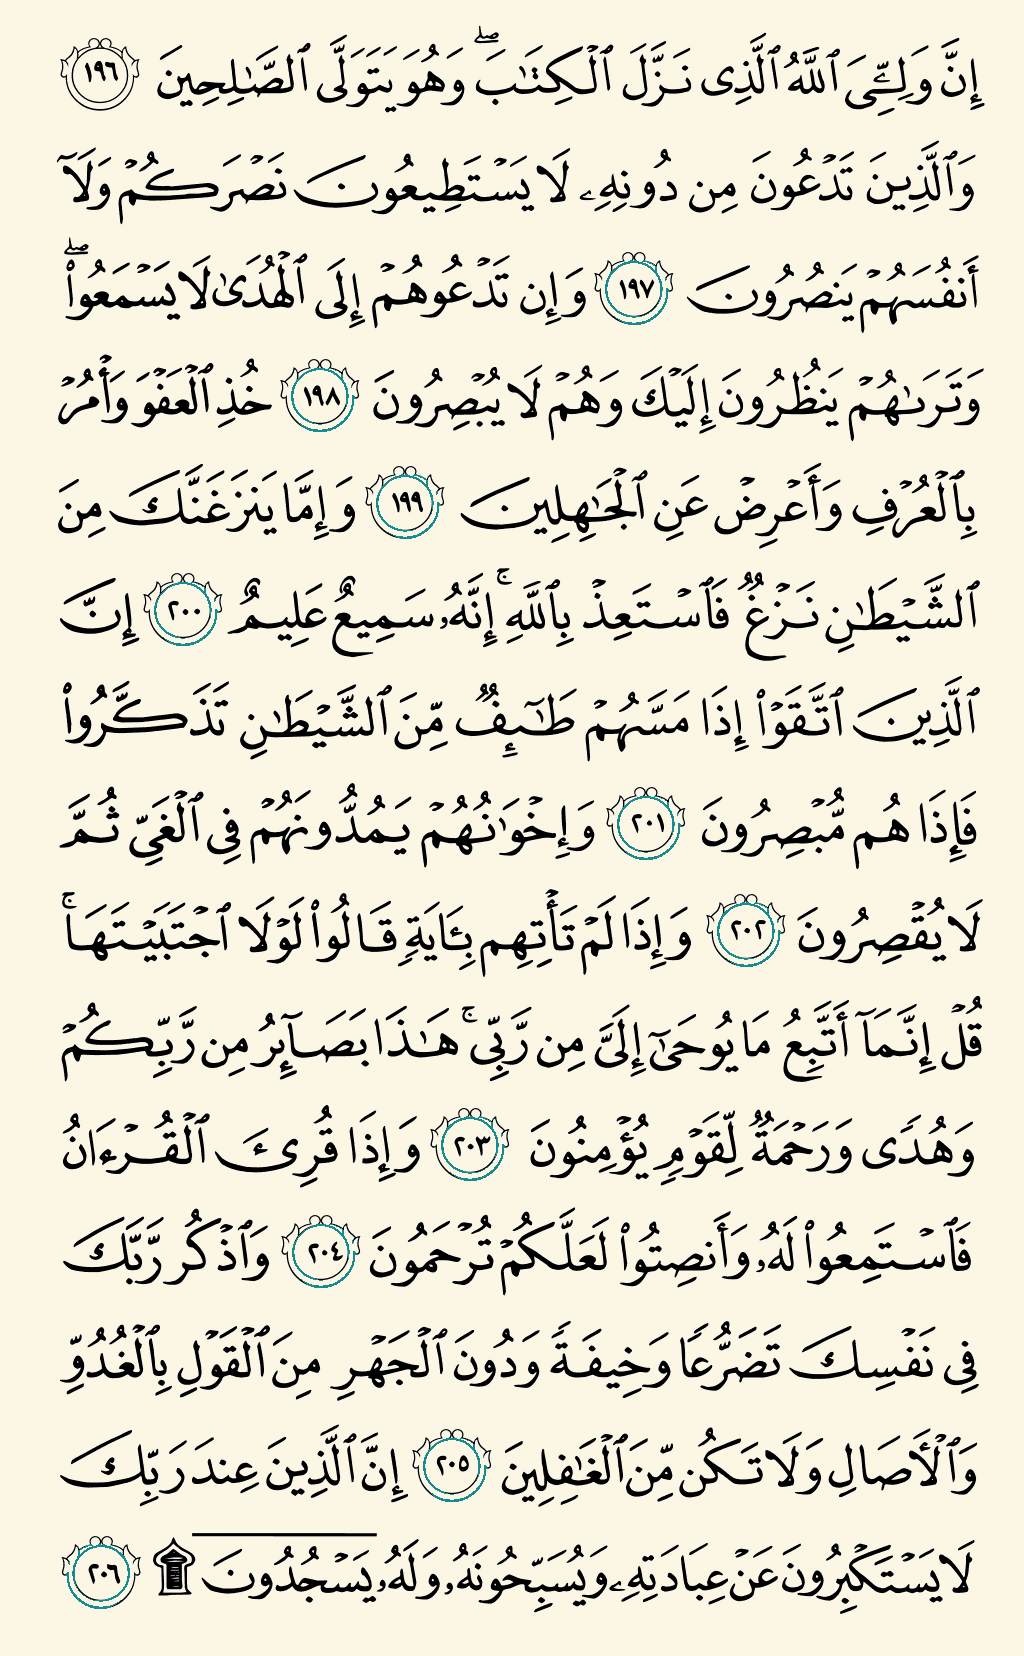 إِنَّ وَلِـِّۧىَ ٱللَّهُ ٱلَّذِى نَزَّلَ ٱلْكِتَـٰبَ ۖ وَهُوَ يَتَوَلَّى ٱلصَّـٰلِحِينَ ١٩٦
وَٱلَّذِينَ تَدْعُونَ مِن دُونِهِۦ لَا يَسْتَطِيعُونَ نَصْرَكُمْ وَلَآ
أَنفُسَهُمْ يَنصُرُونَ ١٩٧ وَإِن تَدْعُوهُمْ إِلَى ٱلْهُدَىٰ لَا يَسْمَعُوا۟ ۖ
وَتَرَىٰهُمْ يَنظُرُونَ إِلَيْكَ وَهُمْ لَا يُبْصِرُونَ ١٩٨ خُذِ ٱلْعَفْوَ وَأْمُرْ
بِٱلْعُرْفِ وَأَعْرِضْ عَنِ ٱلْجَـٰهِلِينَ ١٩٩ وَإِمَّا يَنزَغَنَّكَ مِنَ
ٱلشَّيْطَـٰنِ نَزْغٌ فَٱسْتَعِذْ بِٱللَّهِ ۚ إِنَّهُۥ سَمِيعٌ عَلِيمٌ ٢٠٠ إِنَّ
ٱلَّذِينَ ٱتَّقَوْا۟ إِذَا مَسَّهُمْ طَـٰٓئِفٌ مِّنَ ٱلشَّيْطَـٰنِ تَذَكَّرُوا۟
فَإِذَا هُم مُّبْصِرُونَ ٢٠١ وَإِخْوَٰنُهُمْ يَمُدُّونَهُمْ فِى ٱلْغَىِّ ثُمَّ
لَا يُقْصِرُونَ ٢٠٢ وَإِذَا لَمْ تَأْتِهِم بِـَٔايَةٍ قَالُوا۟ لَوْلَا ٱجْتَبَيْتَهَا ۚ
قُلْ إِنَّمَآ أَتَّبِعُ مَا يُوحَىٰٓ إِلَىَّ مِن رَّبِّى ۚ هَـٰذَا بَصَآئِرُ مِن رَّبِّكُمْ
وَهُدًى وَرَحْمَةٌ لِّقَوْمٍ يُؤْمِنُونَ ٢٠٣ وَإِذَا قُرِئَ ٱلْقُرْءَانُ
فَٱسْتَمِعُوا۟ لَهُۥ وَأَنصِتُوا۟ لَعَلَّكُمْ تُرْحَمُونَ ٢٠٤ وَٱذْكُر رَّبَّكَ
فِى نَفْسِكَ تَضَرُّعًا وَخِيفَةً وَدُونَ ٱلْجَهْرِ مِنَ ٱلْقَوْلِ بِٱلْغُدُوِّ
وَٱلْـَٔاصَالِ وَلَا تَكُن مِّنَ ٱلْغَـٰفِلِينَ ٢٠٥ إِنَّ ٱلَّذِينَ عِندَ رَبِّكَ
لَا يَسْتَكْبِرُونَ عَنْ عِبَادَتِهِۦ وَيُسَبِّحُونَهُۥ وَلَهُۥ يَسْجُدُونَ ۩ ٢٠٦